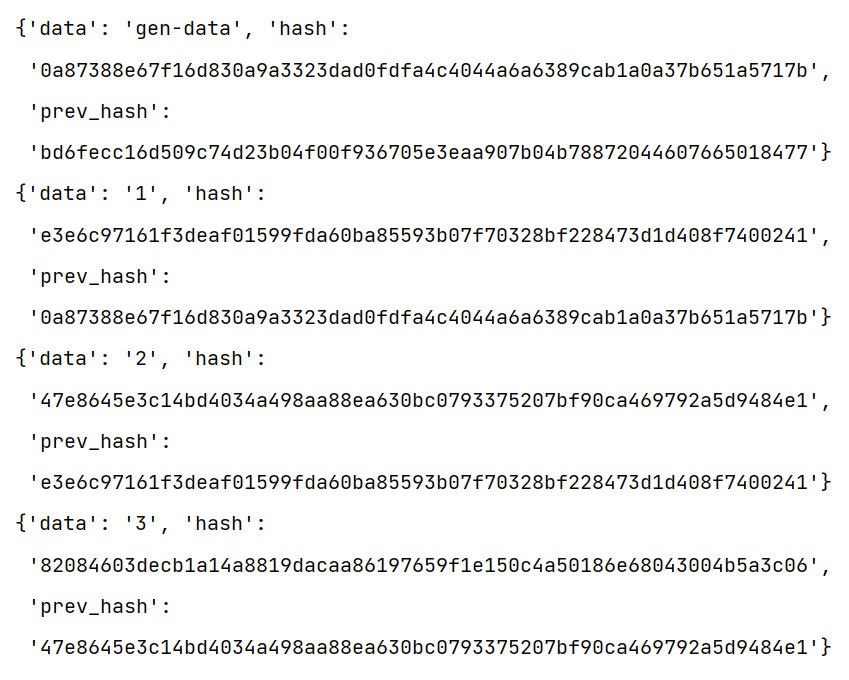 {'data': 'gen-data', 'hash':
'0a87388e67f16d830a9a3323dad0fdfa4c4044a6a6389cab1a0a37b651a5717b',
'prev_hash':
'bd6fecc16d509c74d23b04f00f936705e3eaa907b04b78872044607665018477'}
{'data': '1', 'hash':
'e3e6c97161f3deaf01599fda60ba85593b07f70328bf228473d1d408f7400241',
'prev_hash':
'0a87388e67f16d830a9a3323dad0fdfa4c4044a6a6389cab1a0a37b651a5717b'}
{'data': '2', 'hash':
'47e8645e3c14bd4034a498aa88ea630bc0793375207bf90ca469792a5d9484e1',
'prev_hash':
'e3e6c97161f3deaf01599fda60ba85593b07f70328bf228473d1d408f7400241'}
{'data': '3', 'hash':
'82084603decb1a14a8819dacaa86197659f1e150c4a50186e68043004b5a3c06',
'prev_hash':
'47e8645e3c14bd4034a498aa88ea630bc0793375207bf90ca469792a5d9484e1'}